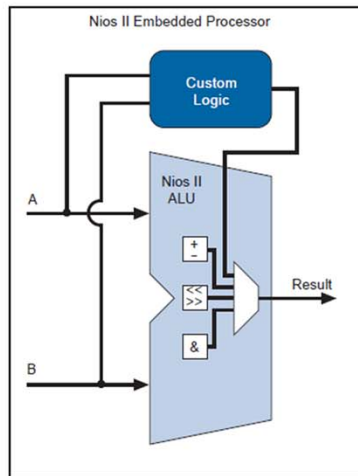 Nios II Embedded Processor
Custom
Logic
Nios II
ALU
A
+
−
Result
<<
>>
&
B